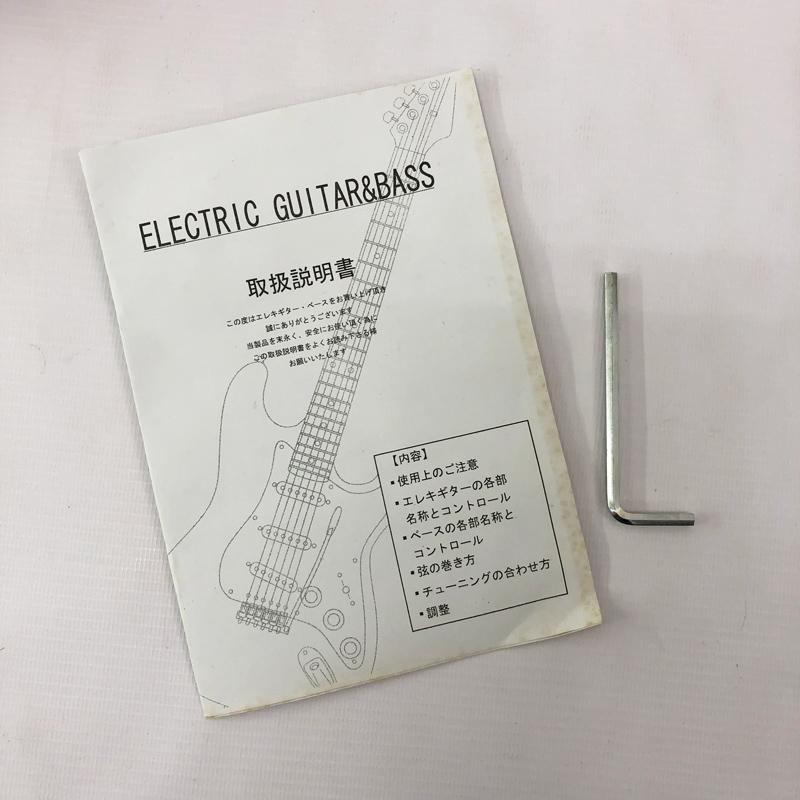 ELECTRIC GUITAR&BASS
取扱説明書
この度はエレキギター・ベースをお買い上げ頂き
誠にありがとうございます
当製品を末永く、安全にお使い頂く為に
この取扱説明書をよくお読み下さる様
お願いいたします
【内容】
▪使用上のご注意
▪エレキギターの各部
名称とコントロール
▪ベースの各部名称と
コントロール
▪弦の巻き方
▪チューニングの合わせ方
▪調整